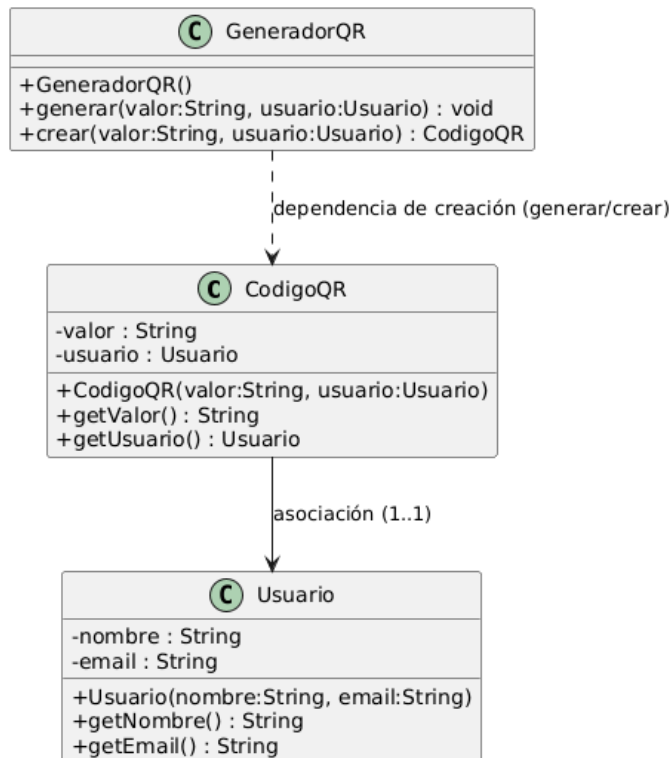 C GeneradorQR
+GeneradorQR()
+generar(valor:String, usuario:Usuario) : void
+crear(valor:String, usuario:Usuario) : CodigoQR
dependencia de creación (generar/crear)
C CodigoQR
-valor : String
-usuario : Usuario
+CodigoQR(valor:String, usuario:Usuario)
+getValor() : String
+getUsuario() : Usuario
asociación (1..1)
C Usuario
-nombre : String
-email : String
+Usuario(nombre:String, email:String)
+getNombre() : String
+getEmail() : String